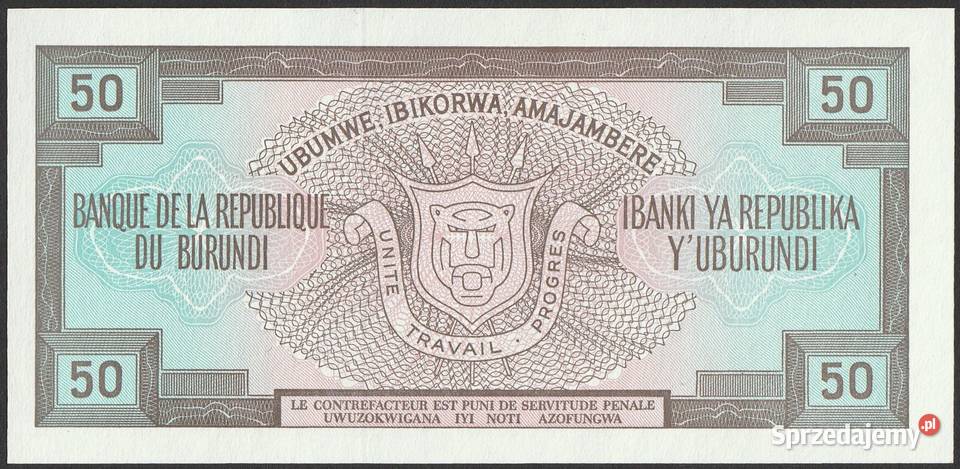 50
50
UBUMWE, IBIKORWA, AMAJAMBERE
BANQUE DE LA REPUBLIQUE
DU BURUNDI
IBANKI YA REPUBLIKA
Y'UBURUNDI
UNITE TRAVAIL . PROGRES
50
50
LE CONTREFACTEUR EST PUNI DE SERVITUDE PENALE
UWUZOKWIGANA IYI NOTI AZOFUNGWA
Sprzedajemy.pl